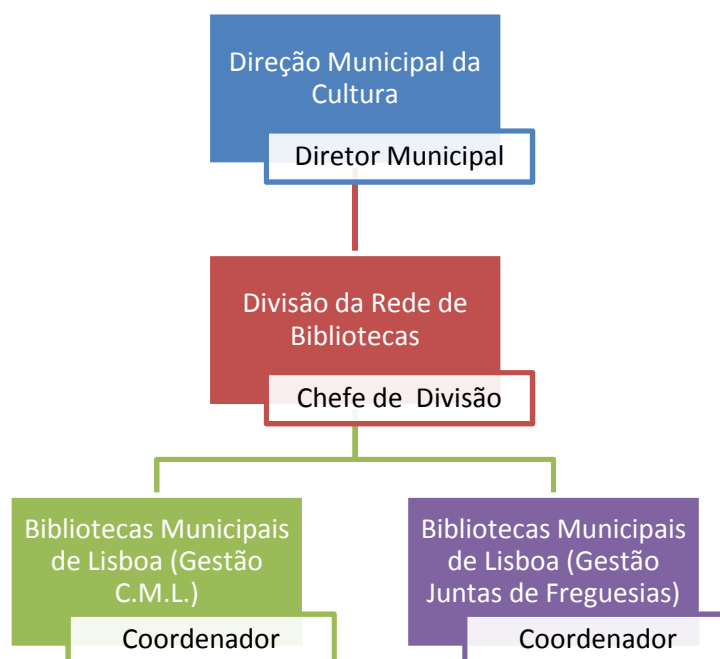 Direção Municipal da
Cultura
Diretor Municipal
Divisão da Rede de
Bibliotecas
Chefe de Divisão
Bibliotecas Municipais
de Lisboa (Gestão
C.M.L.)
Coordenador
Bibliotecas Municipais
de Lisboa (Gestão
Juntas de Freguesias)
Coordenador